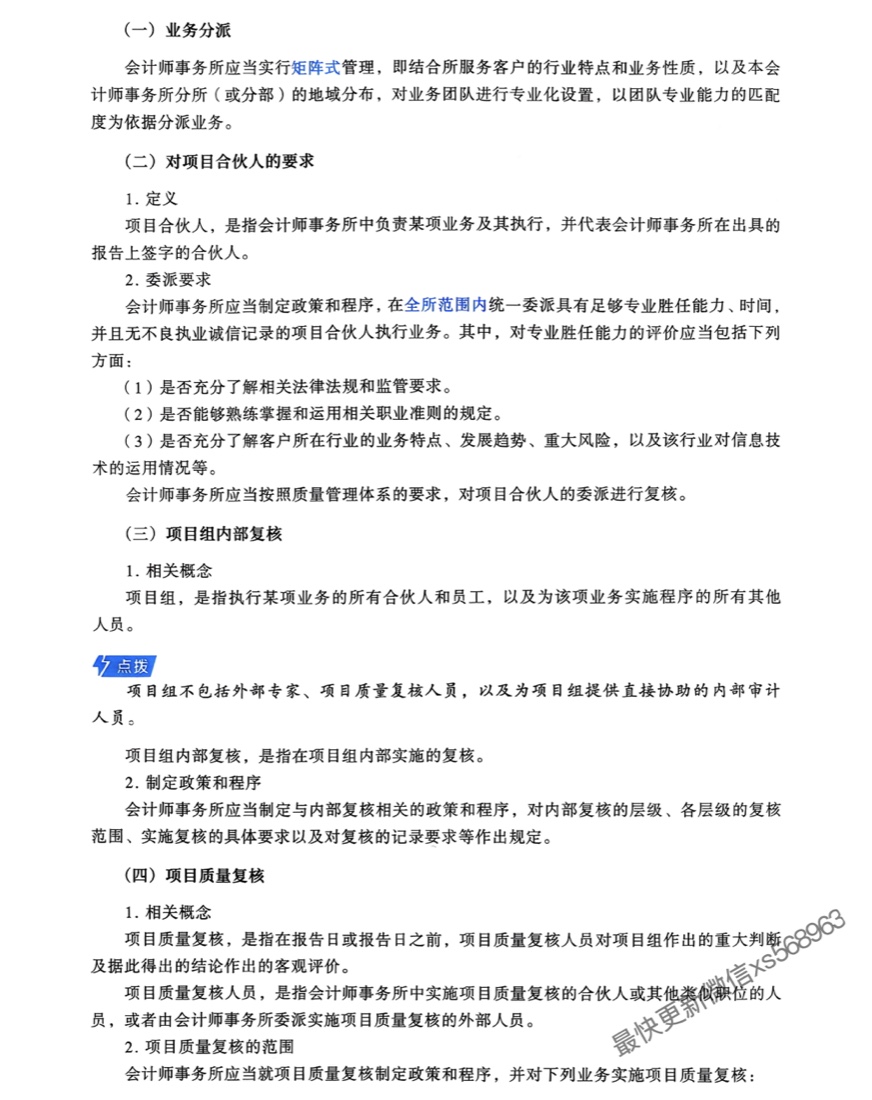 （一）业务分派
会计师事务所应当实行矩阵式管理，即结合所服务客户的行业特点和业务性质，以及本会
计师事务所分所（或分部）的地域分布，对业务团队进行专业化设置，以团队专业能力的匹配
度为依据分派业务。
（二）对项目合伙人的要求
1. 定义
项目合伙人，是指会计师事务所中负责某项业务及其执行，并代表会计师事务所在出具的
报告上签字的合伙人。
2. 委派要求
会计师事务所应当制定政策和程序，在全所范围内统一委派具有足够专业胜任能力、时间，
并且无不良执业诚信记录的项目合伙人执行业务。其中，对专业胜任能力的评价应当包括下列
方面：
（1）是否充分了解相关法律法规和监管要求。
（2）是否能够熟练掌握和运用相关职业准则的规定。
（3）是否充分了解客户所在行业的业务特点、发展趋势、重大风险，以及该行业对信息技
术的运用情况等。
会计师事务所应当按照质量管理体系的要求，对项目合伙人的委派进行复核。
（三）项目组内部复核
1. 相关概念
项目组，是指执行某项业务的所有合伙人和员工，以及为该项业务实施程序的所有其他
人员。
点拨
项目组不包括外部专家、项目质量复核人员，以及为项目组提供直接协助的内部审计
人员。
项目组内部复核，是指在项目组内部实施的复核。
2. 制定政策和程序
会计师事务所应当制定与内部复核相关的政策和程序，对内部复核的层级、各层级的复核
范围、实施复核的具体要求以及对复核的记录要求等作出规定。
（四）项目质量复核
1. 相关概念
项目质量复核，是指在报告日或报告日之前，项目质量复核人员对项目组作出的重大判断
及据此得出的结论作出的客观评价。
项目质量复核人员，是指会计师事务所中实施项目质量复核的合伙人或其他类似职位的人
员，或者由会计师事务所委派实施项目质量复核的外部人员。
2. 项目质量复核的范围
会计师事务所应当就项目质量复核制定政策和程序，并对下列业务实施项目质量复核：
最快更新微信xs568963